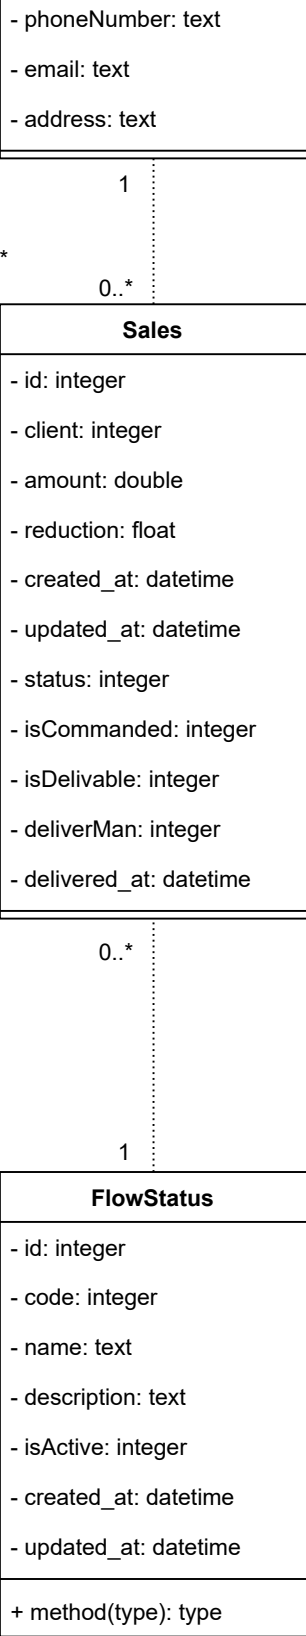 - phoneNumber: text
- email: text
- address: text
1
*
0..*
Sales
- id: integer
- client: integer
- amount: double
- reduction: float
- created_at: datetime
- updated_at: datetime
- status: integer
- isCommanded: integer
- isDelivable: integer
- deliverMan: integer
- delivered_at: datetime
0..*
1
FlowStatus
- id: integer
- code: integer
- name: text
- description: text
- isActive: integer
- created_at: datetime
- updated_at: datetime
+ method(type): type